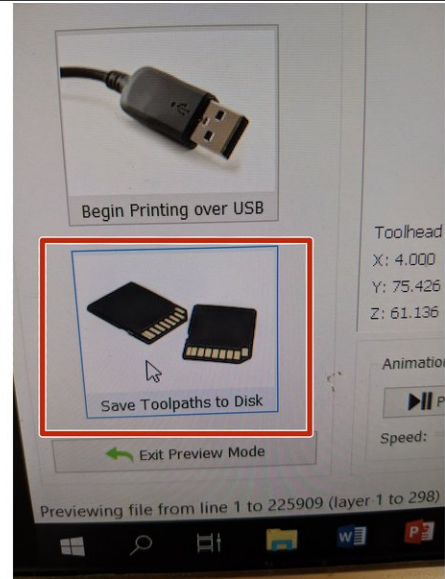 Begin Printing over USB
Toolhead
X: 4.000
Y: 75.426
Z: 61.136
Save Toolpaths to Disk
Animation
Speed:
Exit Preview Mode
Previewing file from line 1 to 225909 (layer 1 to 298)